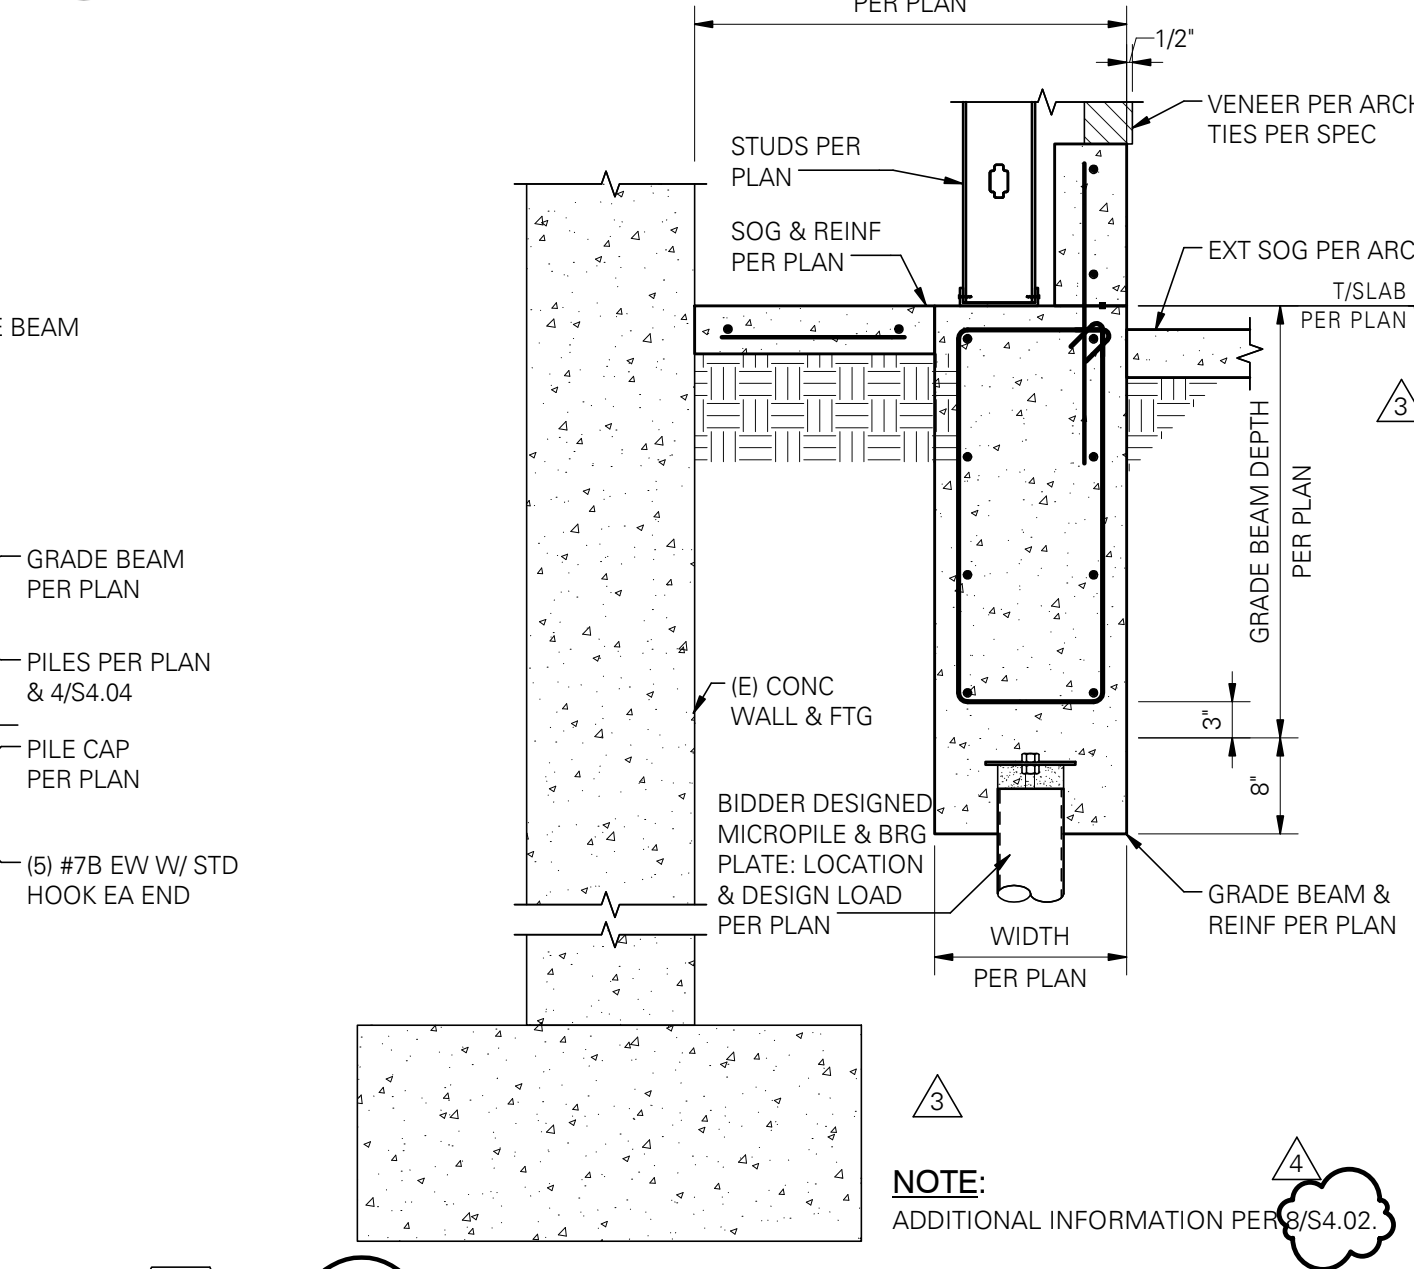 PER PLAN
1/2"
VENEER PER ARCH
TIES PER SPEC
STUDS PER
PLAN
SOG & REINF
PER PLAN
EXT SOG PER ARC
T/SLAB
PER PLAN
E BEAM
3
GRADE BEAM DEPTH
PER PLAN
GRADE BEAM
PER PLAN
PILES PER PLAN
& 4/S4.04
(E) CONC
WALL & FTG
3"
PILE CAP
PER PLAN
8"
BIDDER DESIGNED
MICROPILE & BRG
PLATE: LOCATION
& DESIGN LOAD
PER PLAN
(5) #7B EW W/ STD
HOOK EA END
GRADE BEAM &
REINF PER PLAN
WIDTH
PER PLAN
3
4
NOTE:
ADDITIONAL INFORMATION PER 8/S4.02.